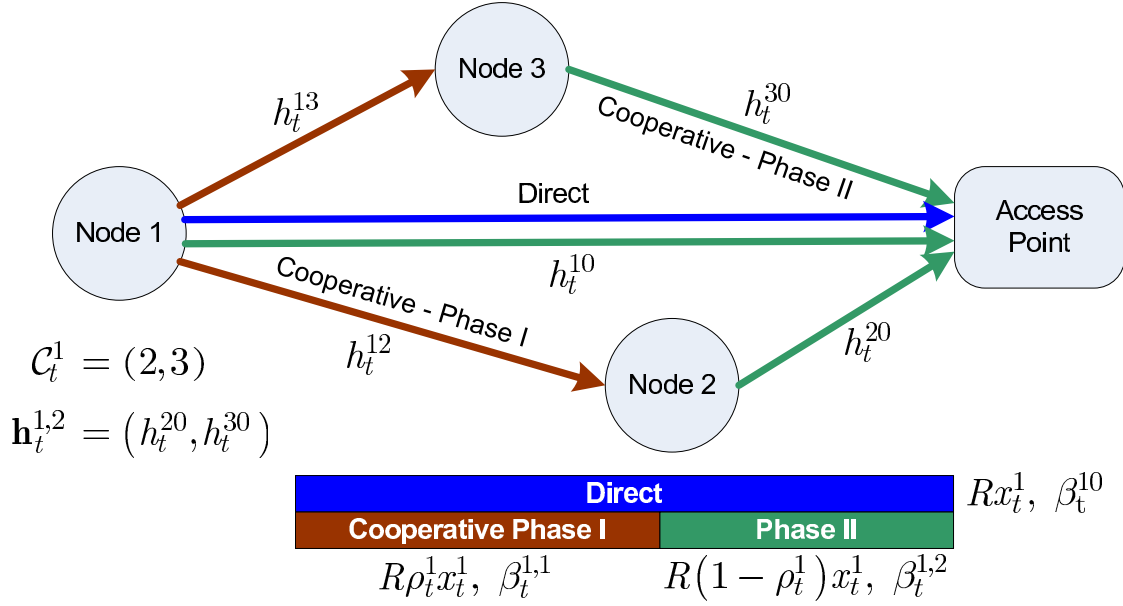 Node 3
h_t^{13}
h_t^{30}
Cooperative - Phase II
Direct
Node 1
Access
Point
h_t^{10}
Cooperative - Phase I
h_t^{12}
h_t^{20}
Node 2
𝒞_t^1 = (2,3)
𝐡_t^{1,2} = (h_t^{20}, h_t^{30})
Direct
Rx_t^1, β_t^{10}
Cooperative Phase I
Phase II
Rρ_t^1 x_t^1, β_t^{1,1}
R(1 − ρ_t^1)x_t^1, β_t^{1,2}